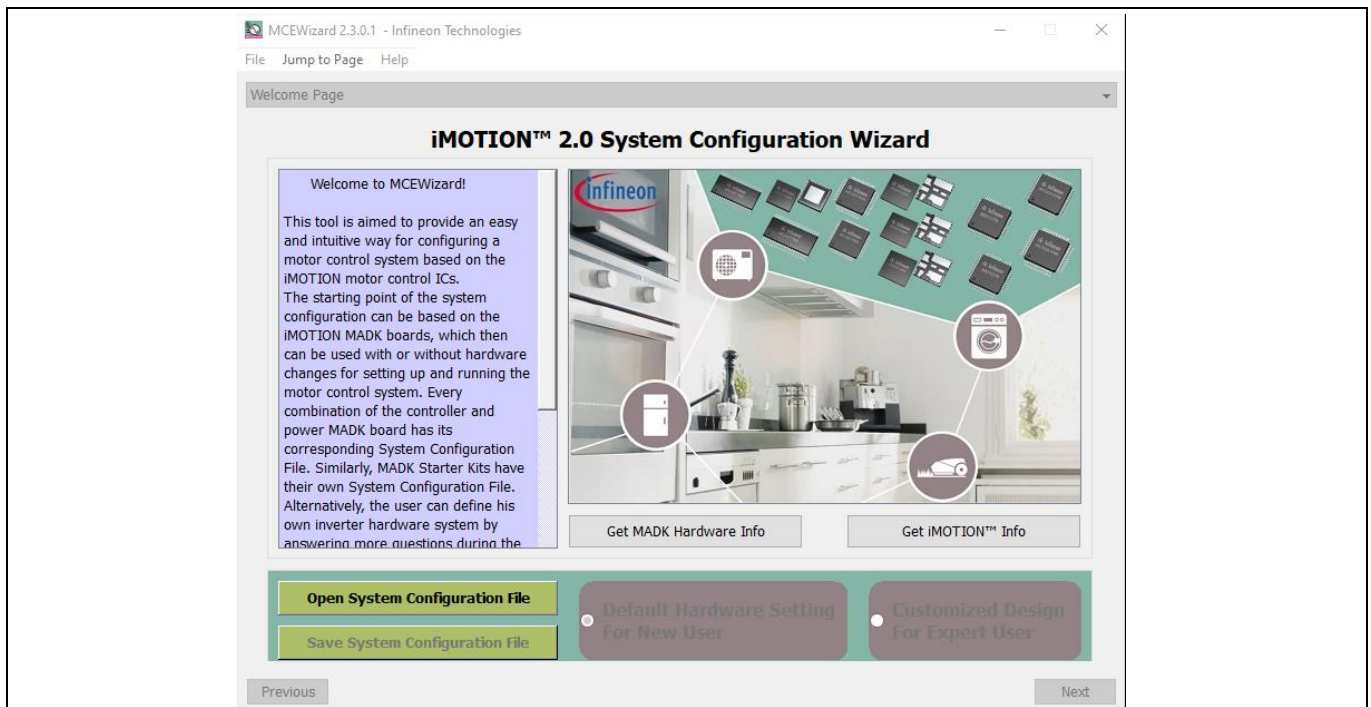 MCEWizard 2.3.0.1 - Infineon Technologies
File Jump to Page Help
Welcome Page
iMOTION™ 2.0 System Configuration Wizard
Welcome to MCEWizard!
This tool is aimed to provide an easy
and intuitive way for configuring a
motor control system based on the
iMOTION motor control ICs.
The starting point of the system
configuration can be based on the
iMOTION MADK boards, which then
can be used with or without hardware
changes for setting up and running the
motor control system. Every
combination of the controller and
power MADK board has its
corresponding System Configuration
File. Similarly, MADK Starter Kits have
their own System Configuration File.
Alternatively, the user can define his
own inverter hardware system by
answering more questions during the
infineon
Get MADK Hardware Info
Get iMOTION™ Info
Open System Configuration File
Save System Configuration File
Default Hardware Setting
For New User
Customized Design
For Expert User
Previous
Next